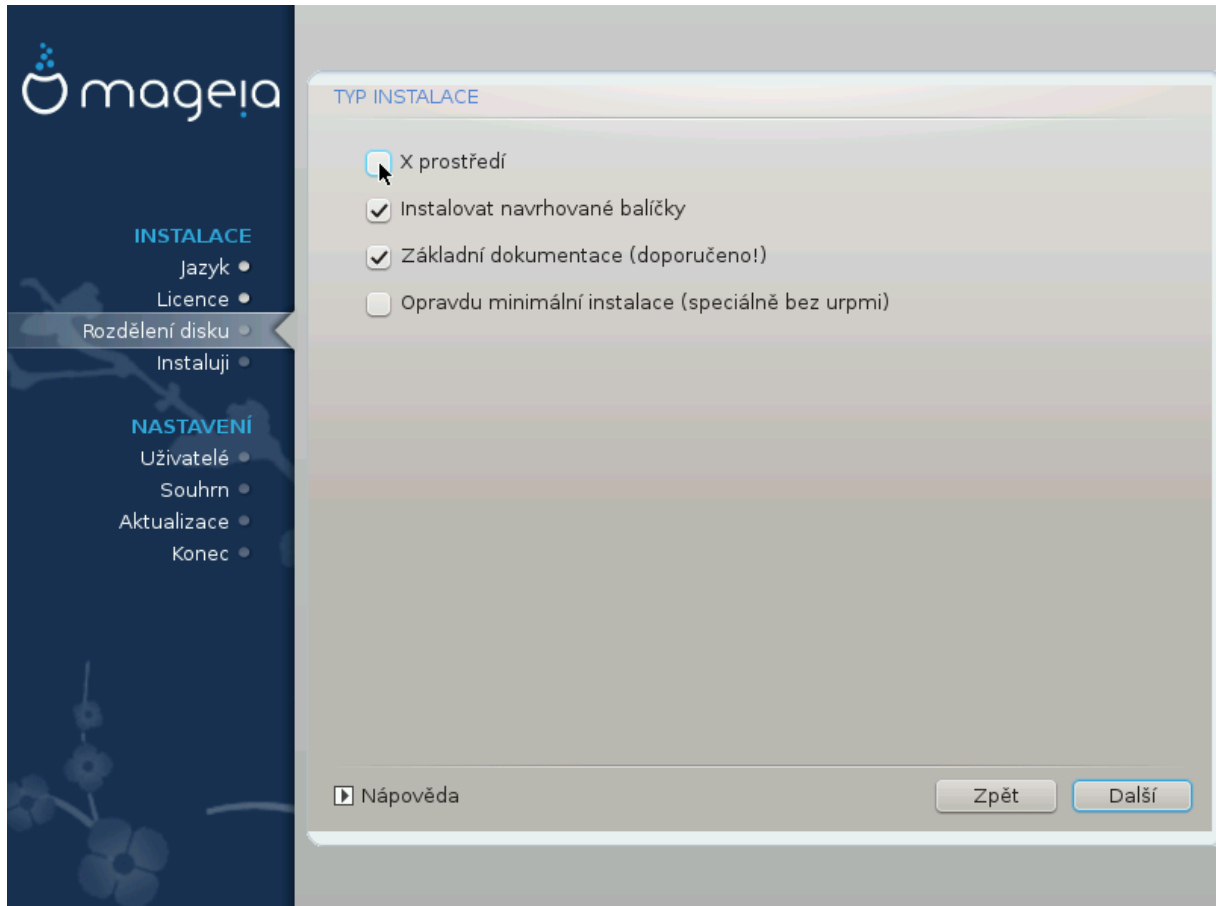 mageia
INSTALACE
Jazyk
Licence
Rozdělení disku
Instaluji
NASTAVENÍ
Uživatelé
Souhrn
Aktualizace
Konec
TYP INSTALACE
X prostředí
Instalovat navrhované balíčky
Základní dokumentace (doporučeno!)
Opravdu minimální instalace (speciálně bez urpmi)
Nápověda
Zpět
Další